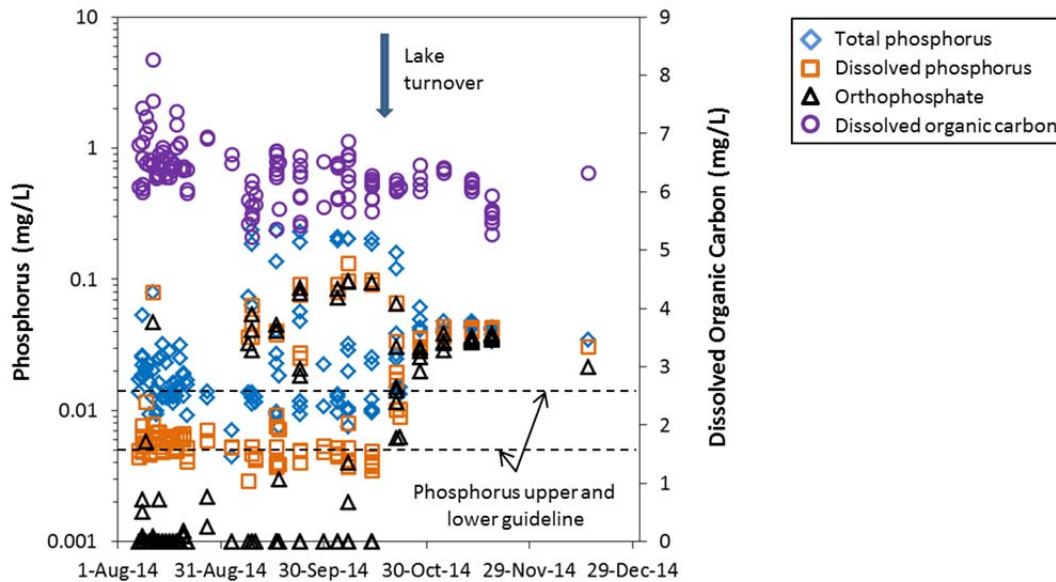 10
1
0.1
0.01
0.001
Phosphorus (mg/L)
Lake
turnover
Phosphorus upper and
lower guideline
9
8
7
6
5
4
3
2
1
0
Dissolved Organic Carbon (mg/L)
1-Aug-14 31-Aug-14 30-Sep-14 30-Oct-14 29-Nov-14 29-Dec-14
Total phosphorus
Dissolved phosphorus
Orthophosphate
Dissolved organic carbon